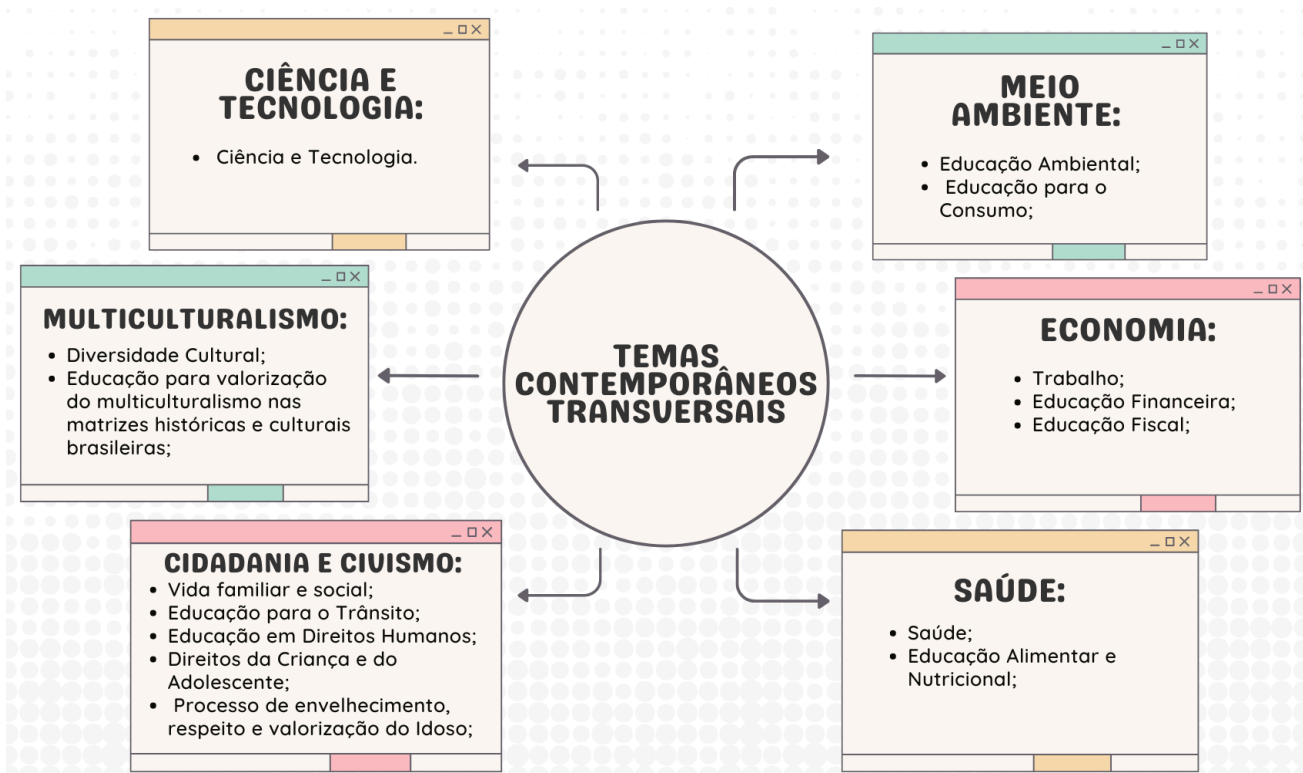 CIÊNCIA E
TECNOLOGIA:
• Ciência e Tecnologia.
MEIO
AMBIENTE:
• Educação Ambiental;
• Educação para o
Consumo;
MULTICULTURALISMO:
• Diversidade Cultural;
• Educação para valorização
do multiculturalismo nas
matrizes históricas e culturais
brasileiras;
TEMAS
CONTEMPORÂNEOS
TRANSVERSAIS
ECONOMIA:
• Trabalho;
• Educação Financeira;
• Educação Fiscal;
CIDADANIA E CIVISMO:
• Vida familiar e social;
• Educação para o Trânsito;
• Educação em Direitos Humanos;
• Direitos da Criança e do
Adolescente;
• Processo de envelhecimento,
respeito e valorização do Idoso;
SAÚDE:
• Saúde;
• Educação Alimentar e
Nutricional;